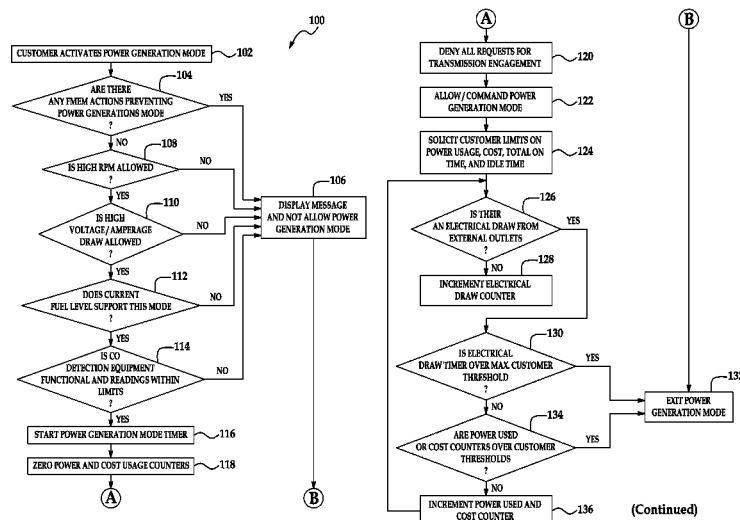 100
CUSTOMER ACTIVATES POWER GENERATION MODE
102
ARE THERE
ANY FMEM ACTIONS PREVENTING
POWER GENERATIONS MODE
?
104
YES
NO
IS HIGH RPM ALLOWED
?
108
NO
YES
IS HIGH
VOLTAGE/AMPERAGE
DRAW ALLOWED
?
110
NO
YES
DOES CURRENT
FUEL LEVEL SUPPORT THIS MODE
?
112
NO
YES
IS CO
DETECTION EQUIPMENT
FUNCTIONAL AND READINGS WITHIN
LIMITS
?
114
NO
YES
START POWER GENERATION MODE TIMER
116
ZERO POWER AND COST USAGE COUNTERS
118
A
106
DISPLAY MESSAGE
AND NOT ALLOW POWER
GENERATION MODE
B
A
DENY ALL REQUESTS FOR
TRANSMISSION ENGAGEMENT
120
ALLOW/COMMAND POWER
GENERATION MODE
122
SOLICIT CUSTOMER LIMITS ON
POWER USAGE, COST, TOTAL ON
TIME, AND IDLE TIME
124
IS THEIR
AN ELECTRICAL DRAW FROM
EXTERNAL OUTLETS
?
126
YES
NO
128
INCREMENT ELECTRICAL
DRAW COUNTER
IS ELECTRICAL
DRAW TIMER OVER MAX. CUSTOMER
THRESHOLD
?
130
YES
NO
ARE POWER USED
OR COST COUNTERS OVER CUSTOMER
THRESHOLDS
?
134
YES
NO
INCREMENT POWER USED AND
COST COUNTER
136
B
132
EXIT POWER
GENERATION MODE
(Continued)